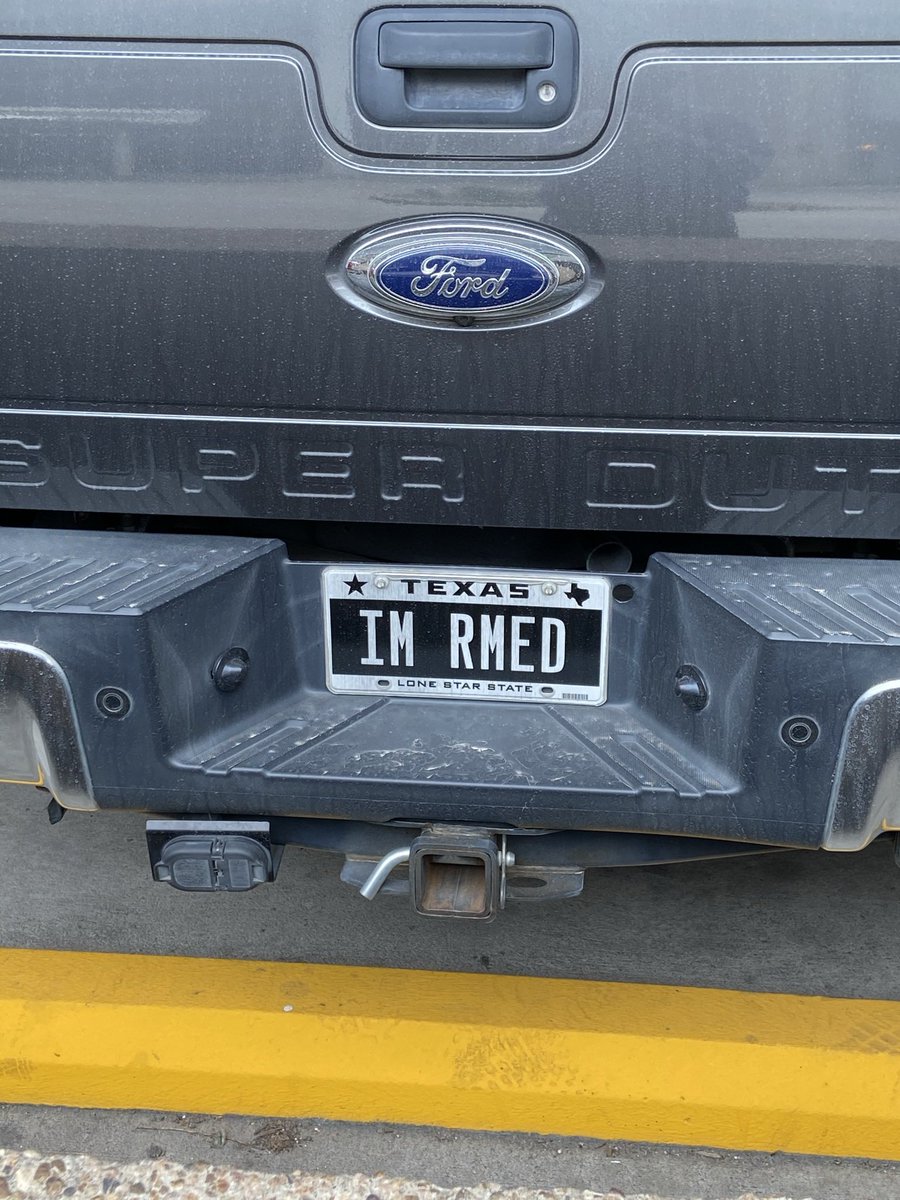 Ford
SUPER DUT
TEXAS
IM RMED
LONE STAR STATE